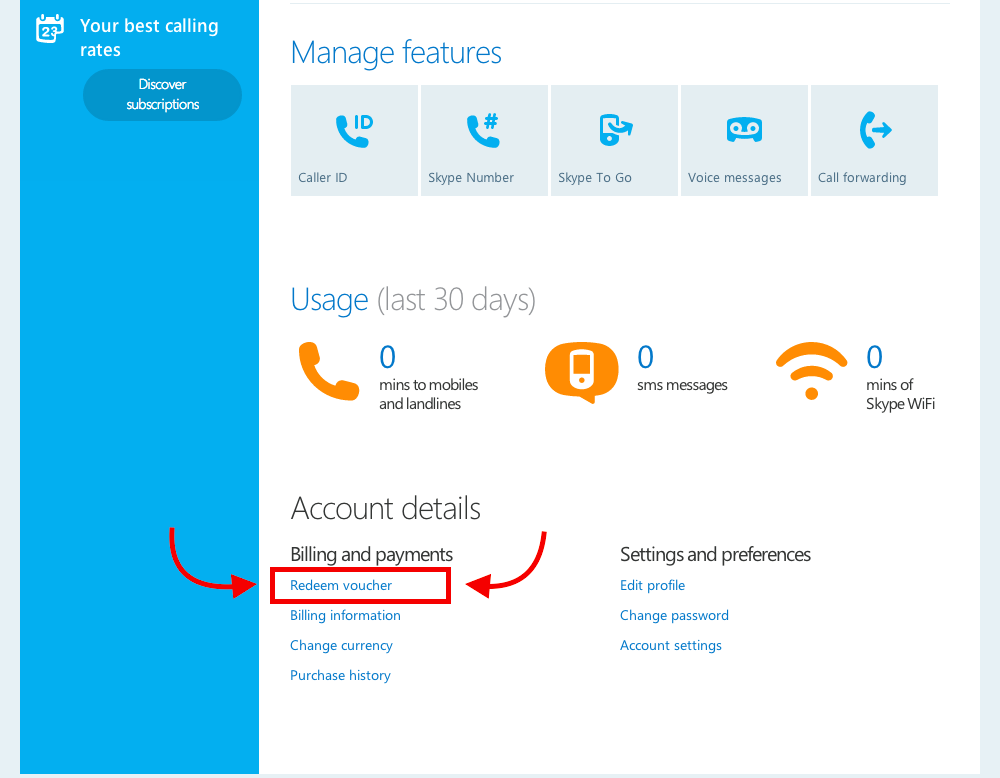 23
Your best calling
rates
Discover
subscriptions
Manage features
ID
#
Caller ID
Skype Number
Skype To Go
Voice messages
Call forwarding
Usage (last 30 days)
0
mins to mobiles
and landlines
0
sms messages
0
mins of
Skype WiFi
Account details
Billing and payments
Redeem voucher
Billing information
Change currency
Purchase history
Settings and preferences
Edit profile
Change password
Account settings